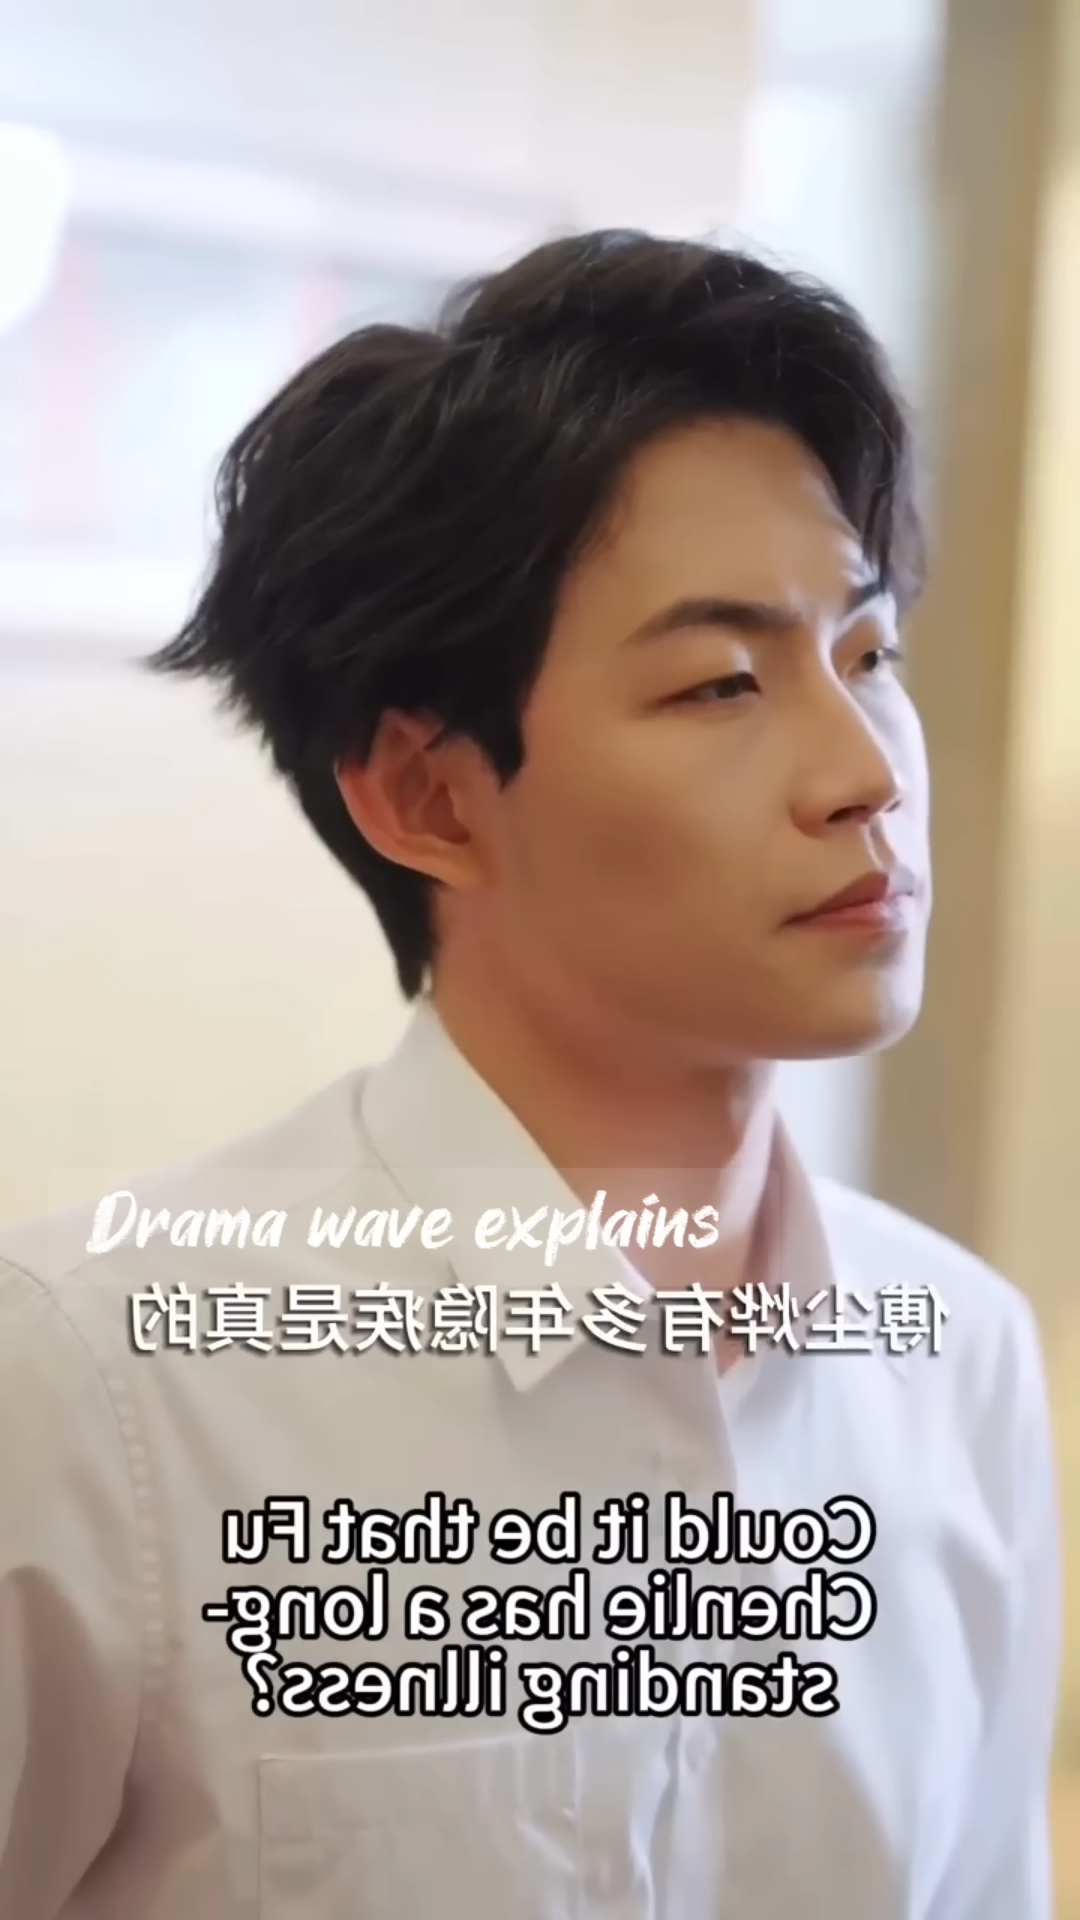 Drama wave explains
傅尘烨有多年隐疾是真的
Could it be that Fu
Chenlie has a long-
standing illness?